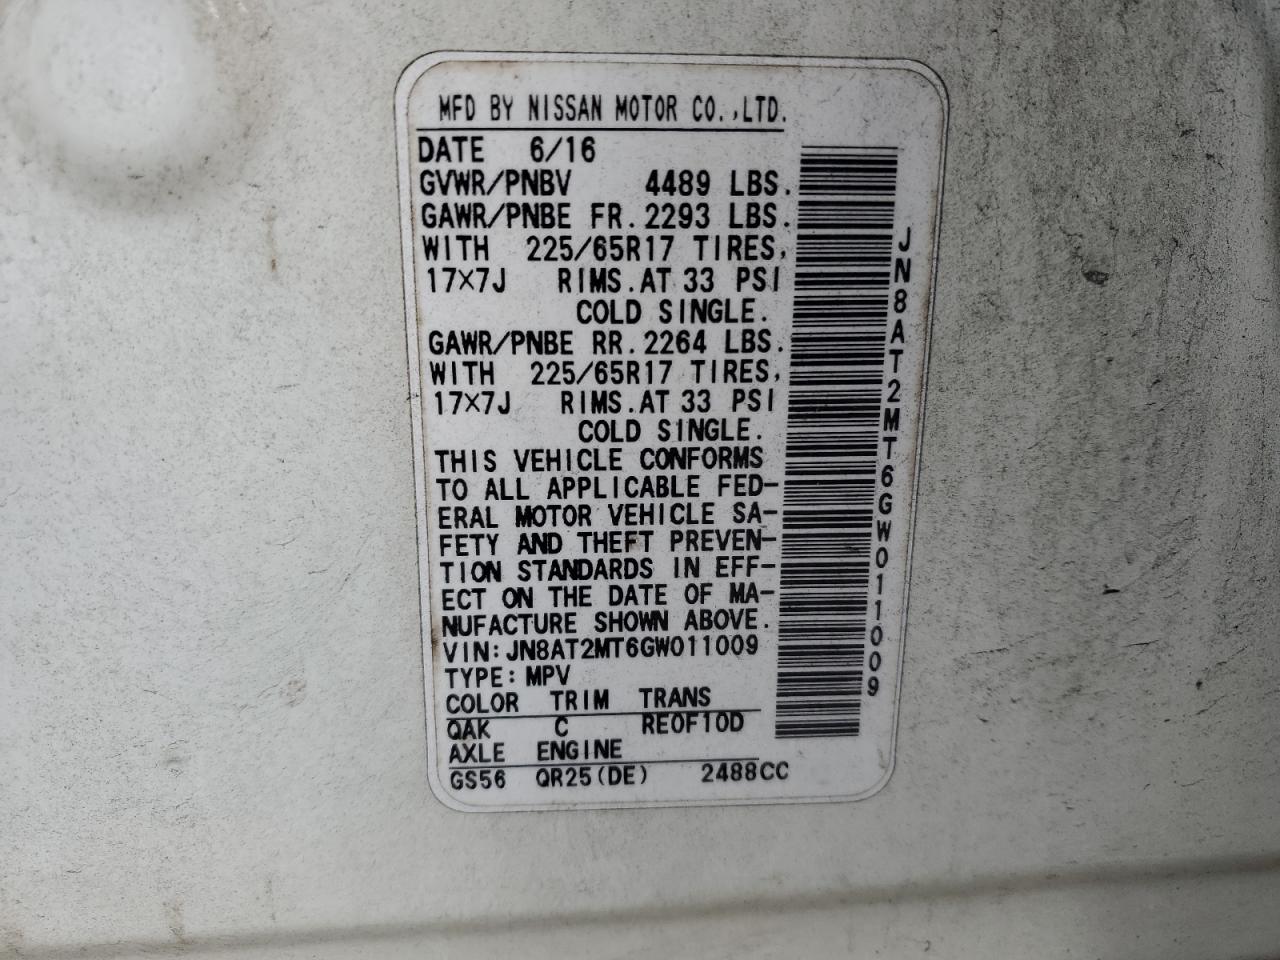 MFD BY NISSAN MOTOR CO.,LTD.
DATE 6/16
GVWR/PNBV 4489 LBS.
GAWR/PNBE FR.2293 LBS.
WITH 225/65R17 TIRES,
17×7J RIMS.AT 33 PSI
COLD SINGLE.
GAWR/PNBE RR.2264 LBS.
WITH 225/65R17 TIRES,
17×7J RIMS.AT 33 PSI
COLD SINGLE.
THIS VEHICLE CONFORMS
TO ALL APPLICABLE FED-
ERAL MOTOR VEHICLE SA-
FETY AND THEFT PREVEN-
TION STANDARDS IN EFF-
ECT ON THE DATE OF MA-
NUFACTURE SHOWN ABOVE.
VIN:JN8AT2MT6GW011009
TYPE:MPV
COLOR TRIM TRANS
QAK C RE0F10D
AXLE ENGINE
GS56 QR25(DE) 2488CC
JN8AT2MT6GW011009